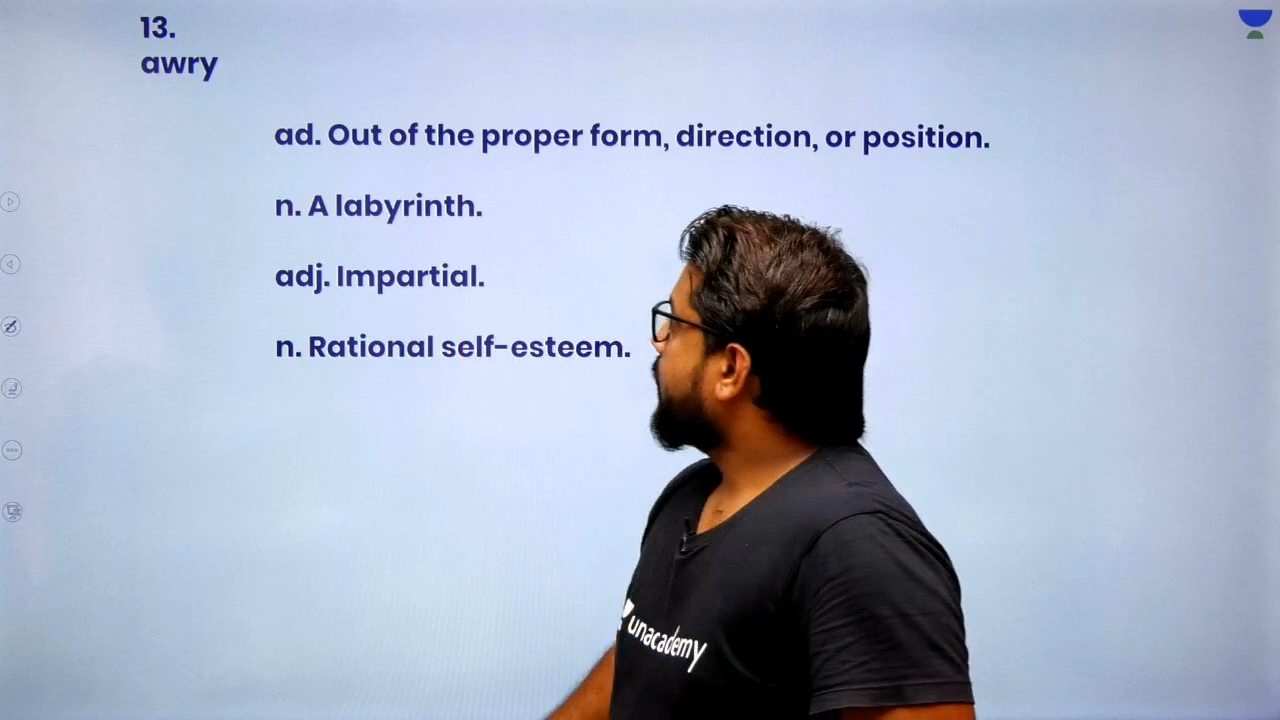 13.
awry
ad. Out of the proper form, direction, or position.
n. A labyrinth.
adj. Impartial.
n. Rational self-esteem.
unacademy